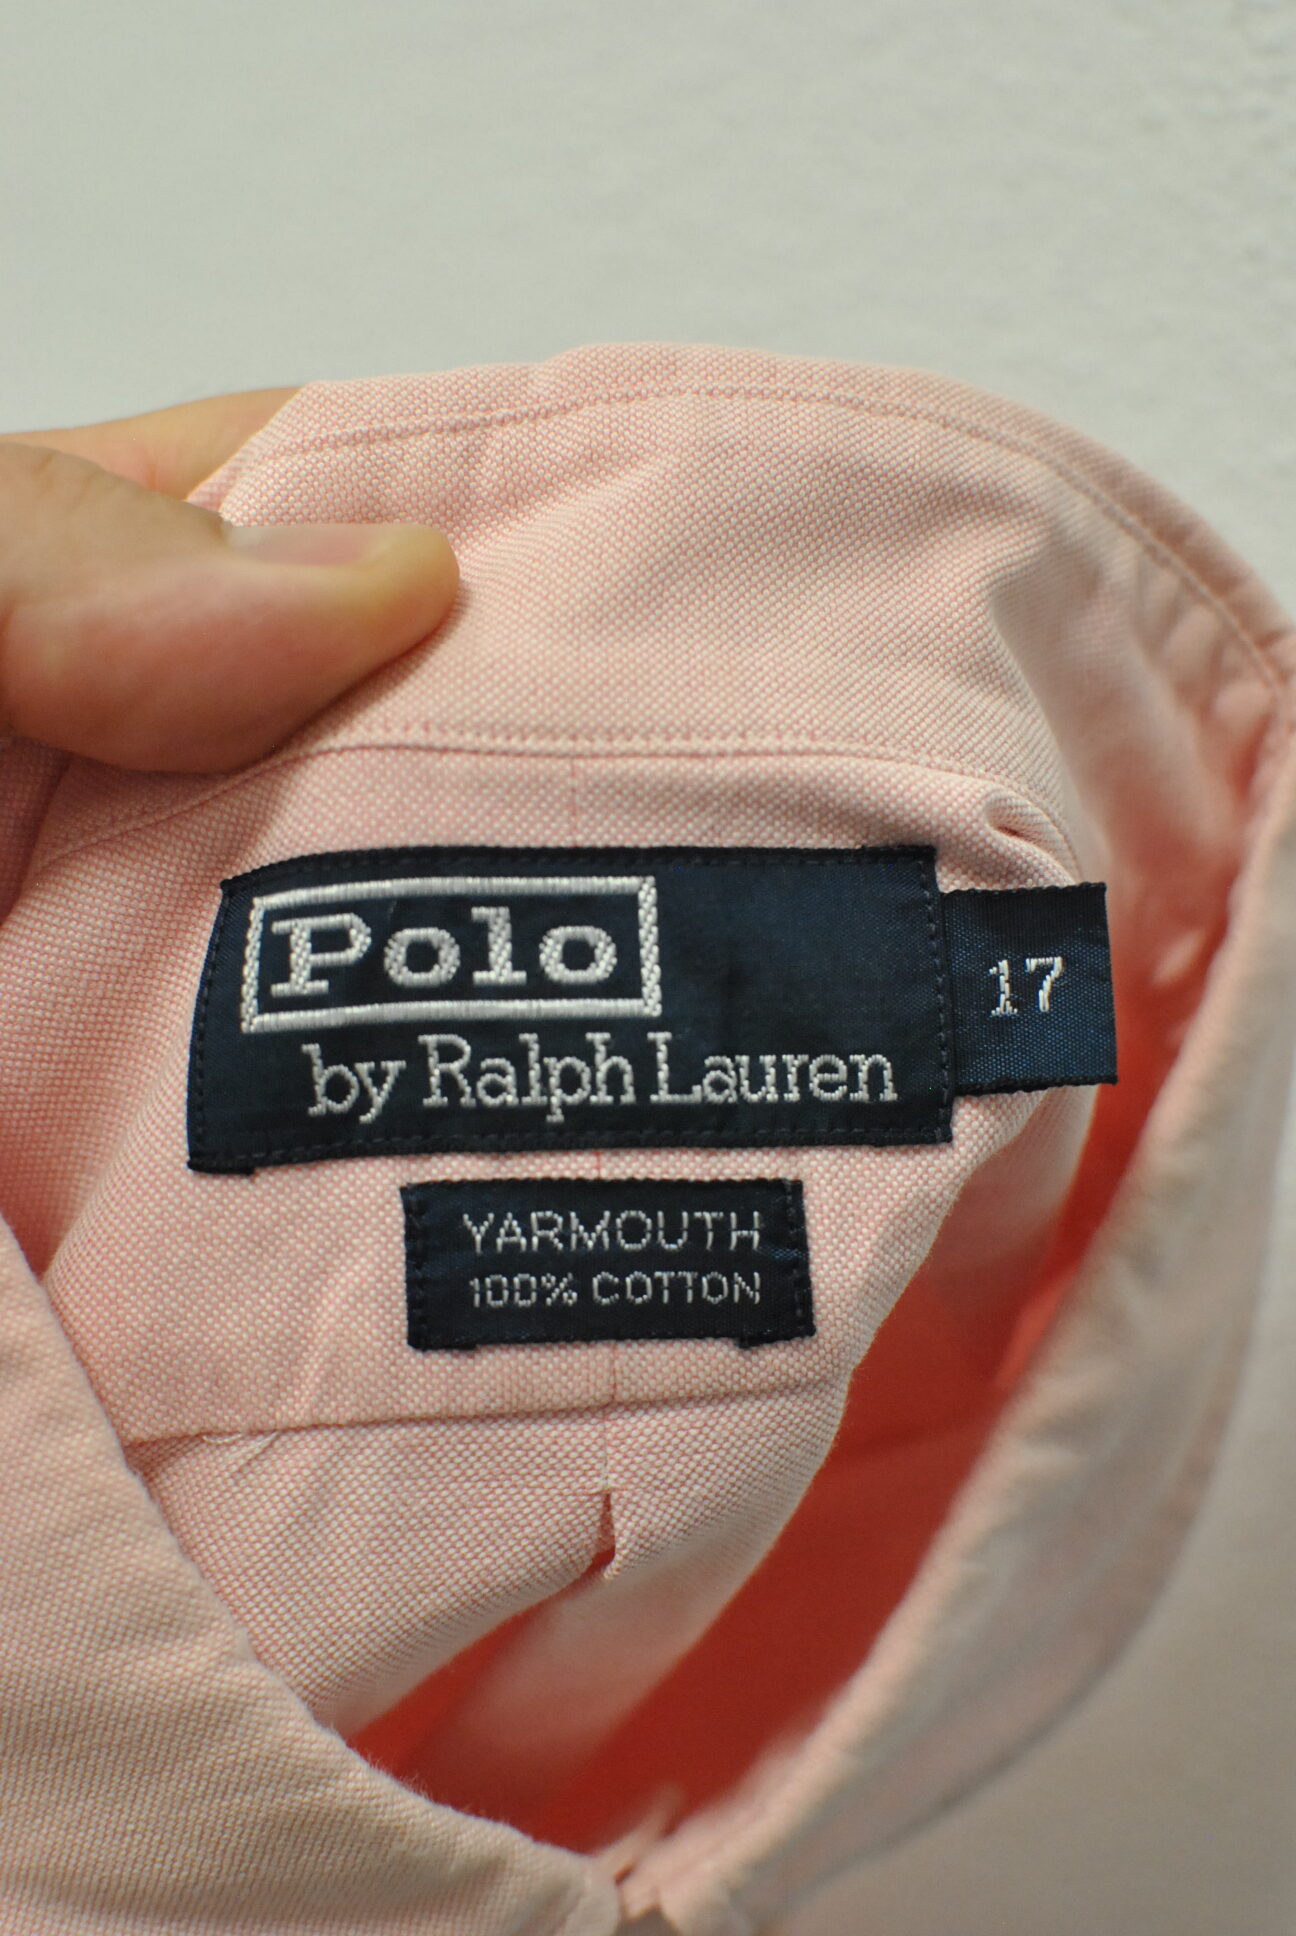 Polo
by Ralph Lauren
17
YARMOUTH
100% COTTON